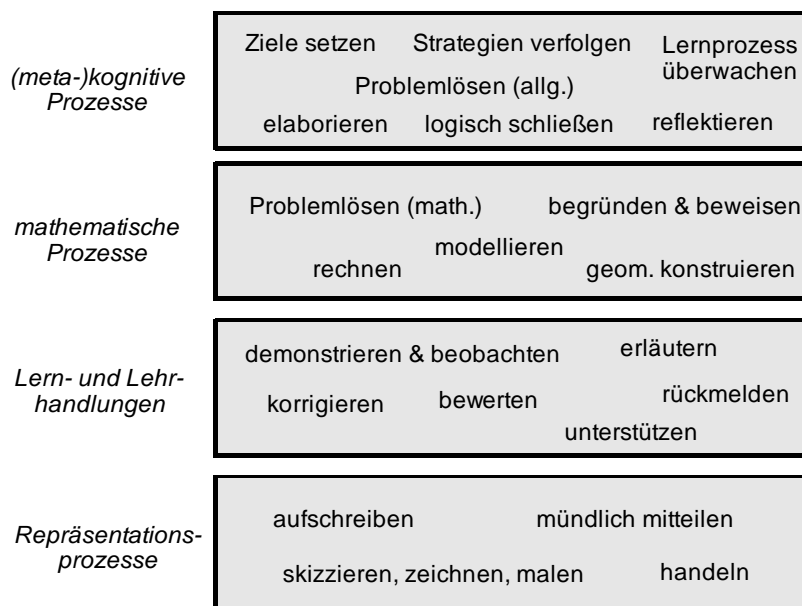 (meta-)kognitive
Prozesse
Ziele setzen
Strategien verfolgen
Lernprozess
überwachen
Problemlösen (allg.)
elaborieren
logisch schließen
reflektieren
mathematische
Prozesse
Problemlösen (math.)
begründen & beweisen
modellieren
rechnen
geom. konstruieren
Lern- und Lehr-
handlungen
demonstrieren & beobachten
erläutern
korrigieren
bewerten
rückmelden
unterstützen
Repräsentations-
prozesse
aufschreiben
mündlich mitteilen
skizzieren, zeichnen, malen
handeln